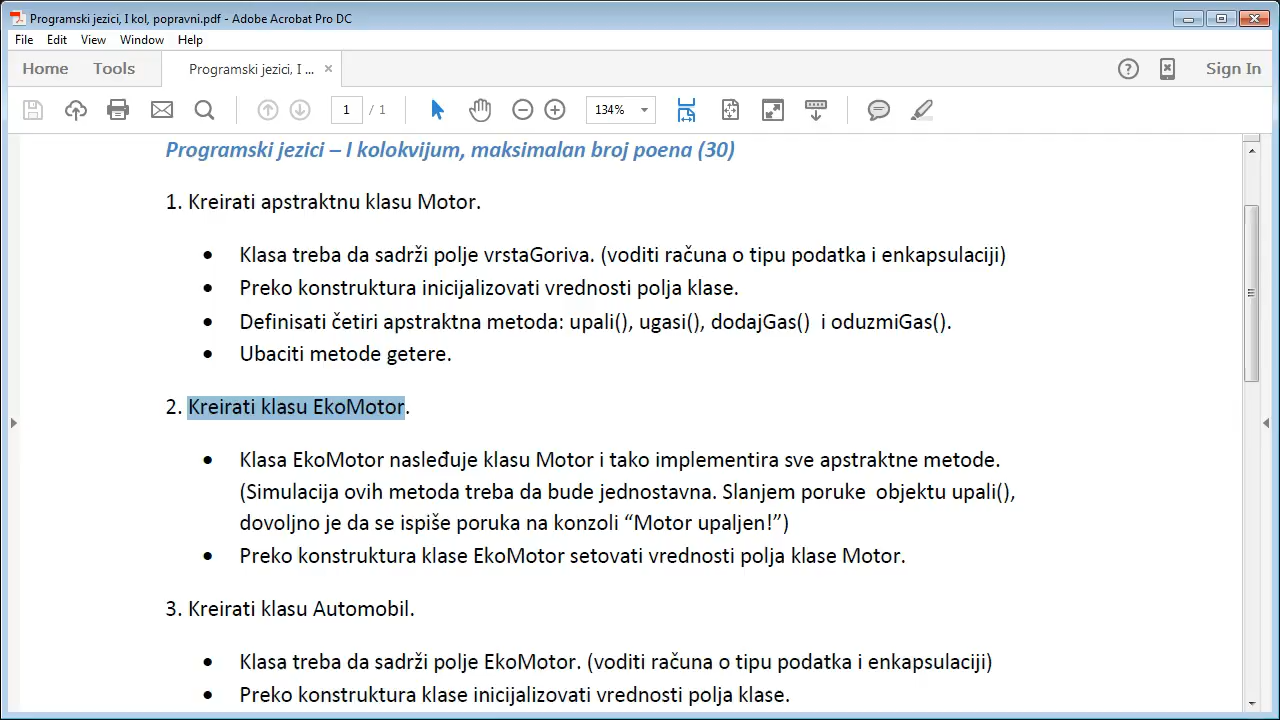 Programski jezici, I kol, popravni.pdf - Adobe Acrobat Pro DC
File Edit View Window Help
Home Tools Programski jezici, I ... × Sign In
1 / 1 134%
Programski jezici – I kolokvijum, maksimalan broj poena (30)
1. Kreirati apstraktnu klasu Motor.
• Klasa treba da sadrži polje vrstaGoriva. (voditi računa o tipu podatka i enkapsulaciji)
• Preko konstruktura inicijalizovati vrednosti polja klase.
• Definisati četiri apstraktna metoda: upali(), ugasi(), dodajGas() i oduzmiGas().
• Ubaciti metode getere.
2. Kreirati klasu EkoMotor.
• Klasa EkoMotor nasleđuje klasu Motor i tako implementira sve apstraktne metode.
(Simulacija ovih metoda treba da bude jednostavna. Slanjem poruke objektu upali(),
dovoljno je da se ispiše poruka na konzoli “Motor upaljen!”)
• Preko konstruktura klase EkoMotor setovati vrednosti polja klase Motor.
3. Kreirati klasu Automobil.
• Klasa treba da sadrži polje EkoMotor. (voditi računa o tipu podatka i enkapsulaciji)
• Preko konstruktura klase inicijalizovati vrednosti polja klase.